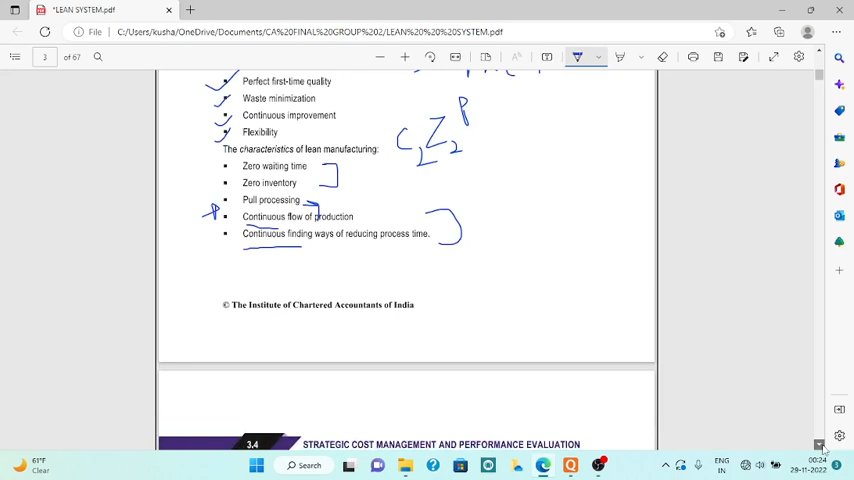 *LEAN SYSTEM.pdf
File
C:/Users/kusha/OneDrive/Documents/CA%20FINAL%20GROUP%202/LEAN%20%20%20SYSTEM.pdf
3 of 67
Perfect first-time quality
Waste minimization
Continuous improvement
Flexibility
C2Z2P
The characteristics of lean manufacturing:
Zero waiting time
Zero inventory
Pull processing
Continuous flow of production
Continuous finding ways of reducing process time.
© The Institute of Chartered Accountants of India
3.4 STRATEGIC COST MANAGEMENT AND PERFORMANCE EVALUATION
61°F
Clear
Search
ENG
IN
00:24
29-11-2022
3